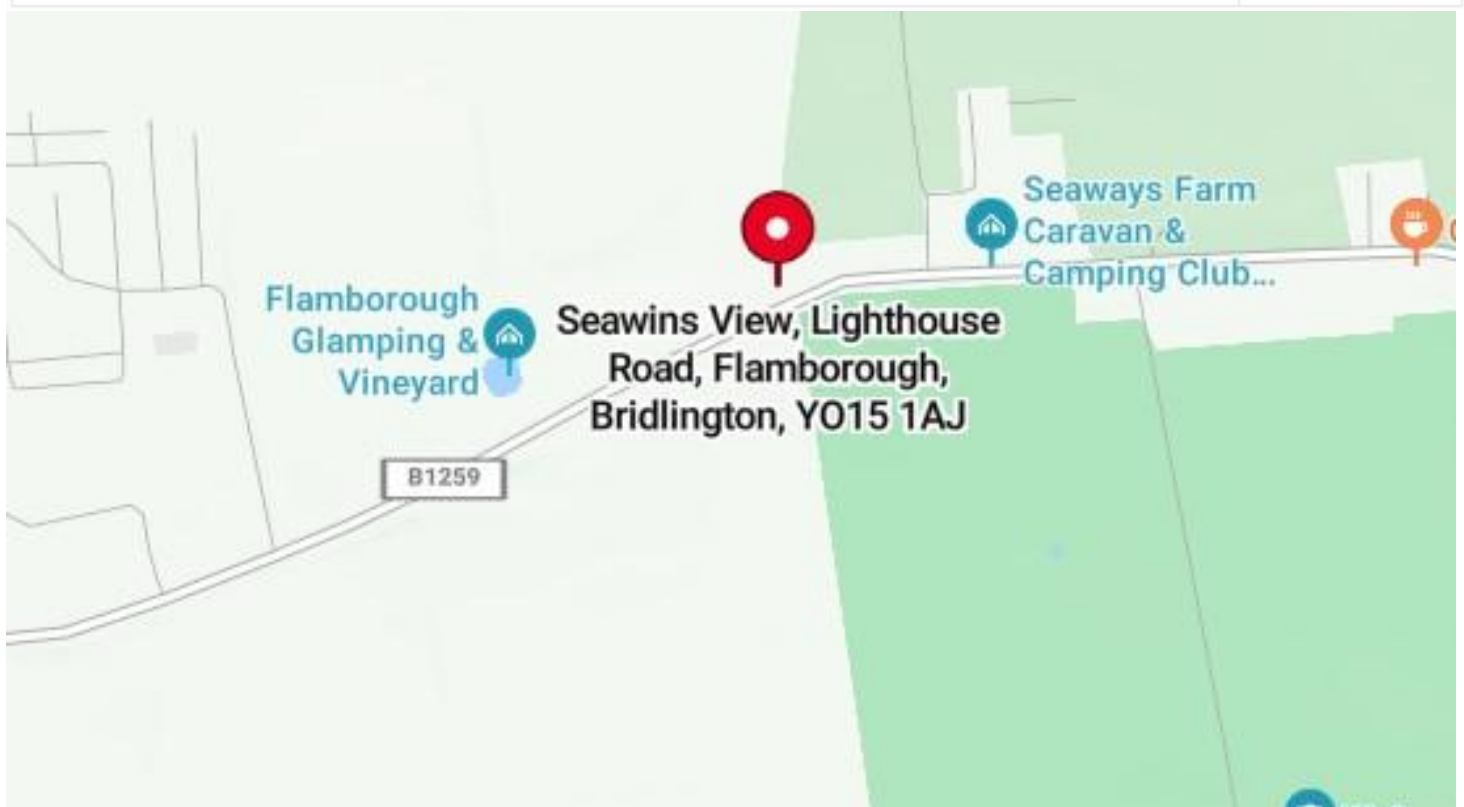 Seaways Farm
Caravan &
Camping Club...
Flamborough
Glamping &
Vineyard
Seawins View, Lighthouse
Road, Flamborough,
Bridlington, YO15 1AJ
B1259